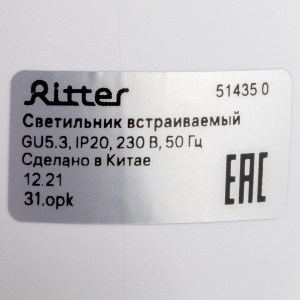 Ritter 51435 0
Светильник встраиваемый
GU5.3, IP20, 230 В, 50 Гц
Сделано в Китае
12.21
31.opk
EAC